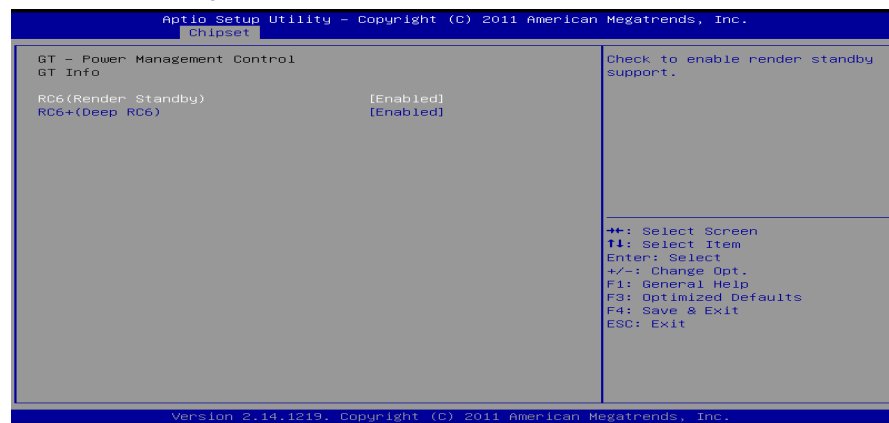 Aptio Setup Utility – Copyright (C) 2011 American Megatrends, Inc.
Chipset
GT – Power Management Control
GT Info
RC6(Render Standby) [Enabled]
RC6+(Deep RC6) [Enabled]
Check to enable render standby
support.
→←: Select Screen
↑↓: Select Item
Enter: Select
+/-: Change Opt.
F1: General Help
F3: Optimized Defaults
F4: Save & Exit
ESC: Exit
Version 2.14.1219. Copyright (C) 2011 American Megatrends, Inc.